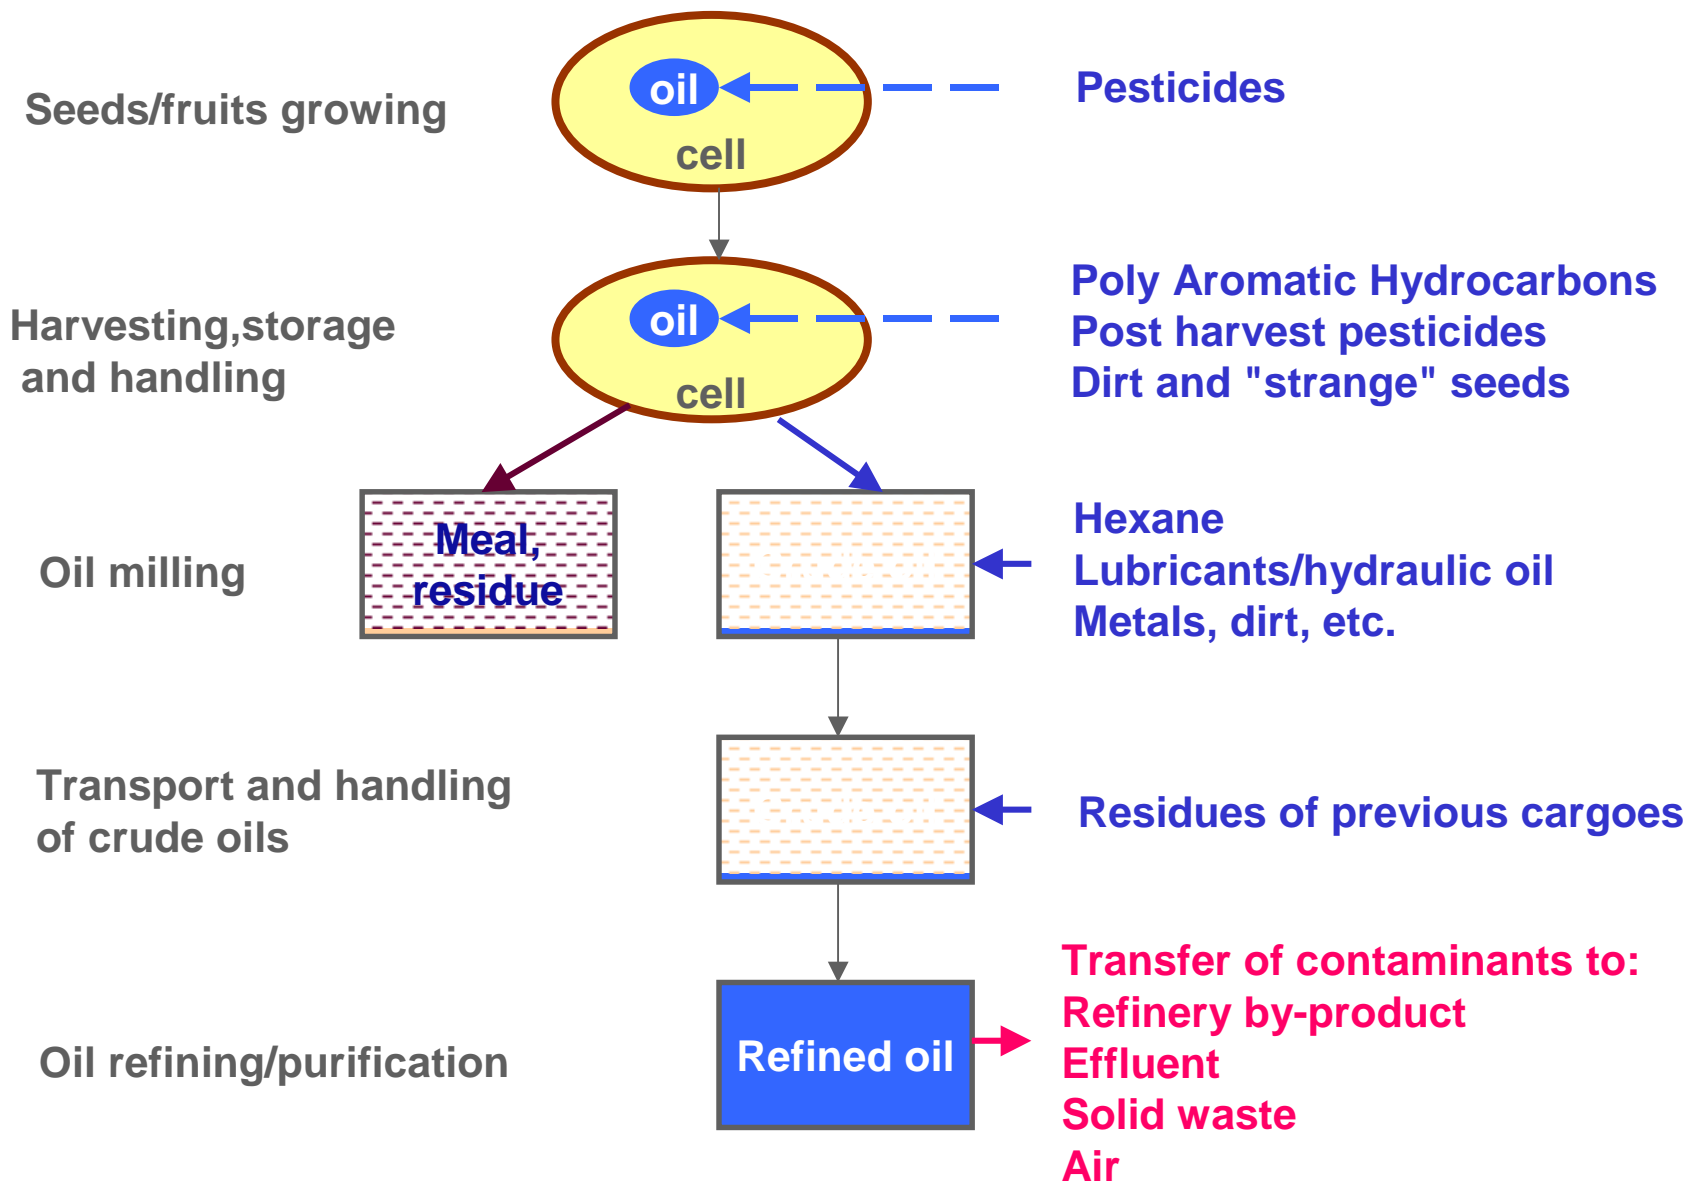 Seeds/fruits growing
oil
cell
Pesticides
Harvesting,storage
and handling
oil
cell
Poly Aromatic Hydrocarbons
Post harvest pesticides
Dirt and "strange" seeds
Oil milling
Meal,
residue
Hexane
Lubricants/hydraulic oil
Metals, dirt, etc.
Transport and handling
of crude oils
Residues of previous cargoes
Oil refining/purification
Refined oil
Transfer of contaminants to:
Refinery by-product
Effluent
Solid waste
Air